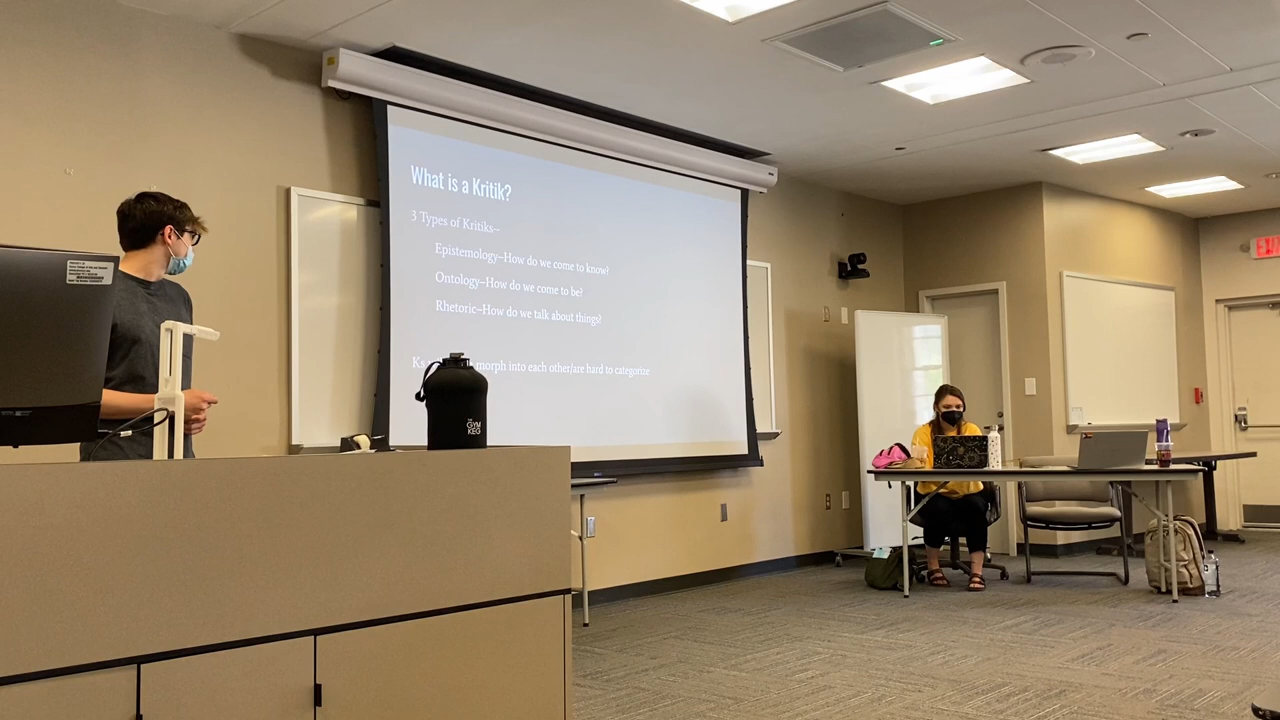 What is a Kritik?
3 Types of Kritiks–
Epistemology–How do we come to know?
Ontology–How do we come to be?
Rhetoric–How do we talk about things?
Ks morph into each other/are hard to categorize
THE
GYM
KEG